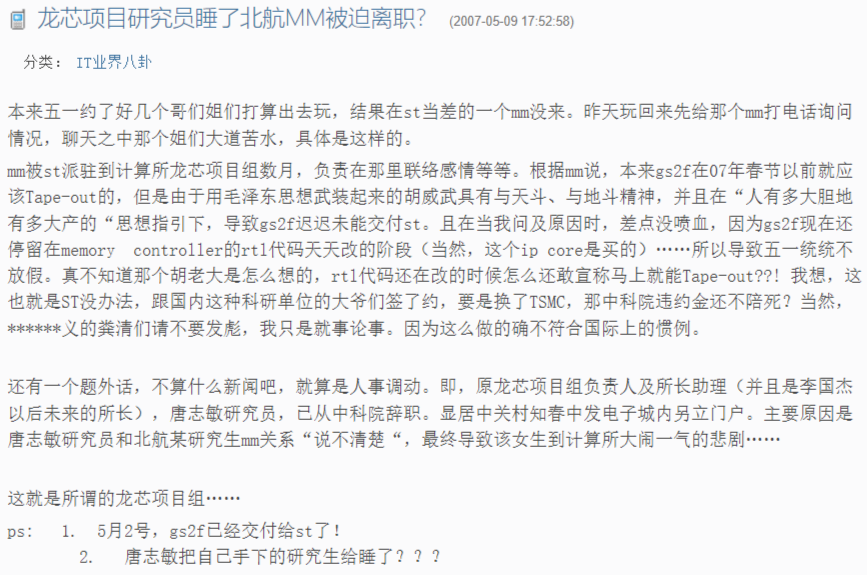 龙芯项目研究员睡了北航MM被迫离职? (2007-05-09 17:52:58)
分类: IT业界八卦
本来五一约了好几个哥们姐们打算出去玩,结果在st当差的一个mm没来。昨天玩回来先给那个mm打电话询问
情况,聊天之中那个姐们大道苦水,具体是这样的。
mm被st派驻到计算所龙芯项目组数月,负责在那里联络感情等等。根据mm说,本来gs2f在07年春节以前就应
该Tape-out的,但是由于用毛泽东思想武装起来的胡威武具有与天斗、与地斗精神,并且在“人有多大胆地
有多大产的“思想指引下,导致gs2f迟迟未能交付st。且在当我问及原因时,差点没喷血,因为gs2f现在还
停留在memory controller的rtl代码天天改的阶段(当然,这个ip core是买的)……所以导致五一统统不
放假。真不知道那个胡老大是怎么想的,rtl代码还在改的时候怎么还敢宣称马上就能Tape-out??! 我想,这
也就是ST没办法,跟国内这种科研单位的大爷们签了约,要是换了TSMC,那中科院违约金还不陪死?当然,
******义的粪清们请不要发彪,我只是就事论事。因为这么做的确不符合国际上的惯例。
还有一个题外话,不算什么新闻吧,就算是人事调动。即,原龙芯项目组负责人及所长助理(并且是李国杰
以后未来的所长),唐志敏研究员,已从中科院辞职。显居中关村知春中发电子城内另立门户。主要原因是
唐志敏研究员和北航某研究生mm关系“说不清楚“,最终导致该女生到计算所大闹一气的悲剧……
这就是所谓的龙芯项目组……
ps: 1. 5月2号,gs2f已经交付给st了!
2. 唐志敏把自己手下的研究生给睡了???